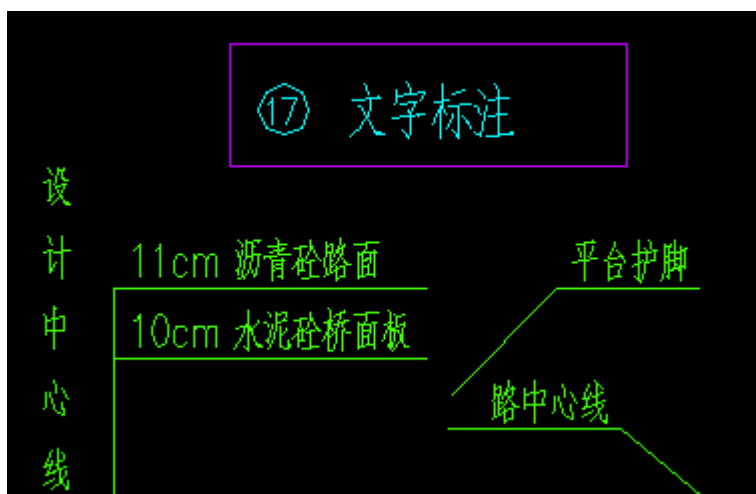 ⑰ 文字标注
设计中心线
11cm 沥青砼路面
10cm 水泥砼桥面板
平台护脚
路中心线